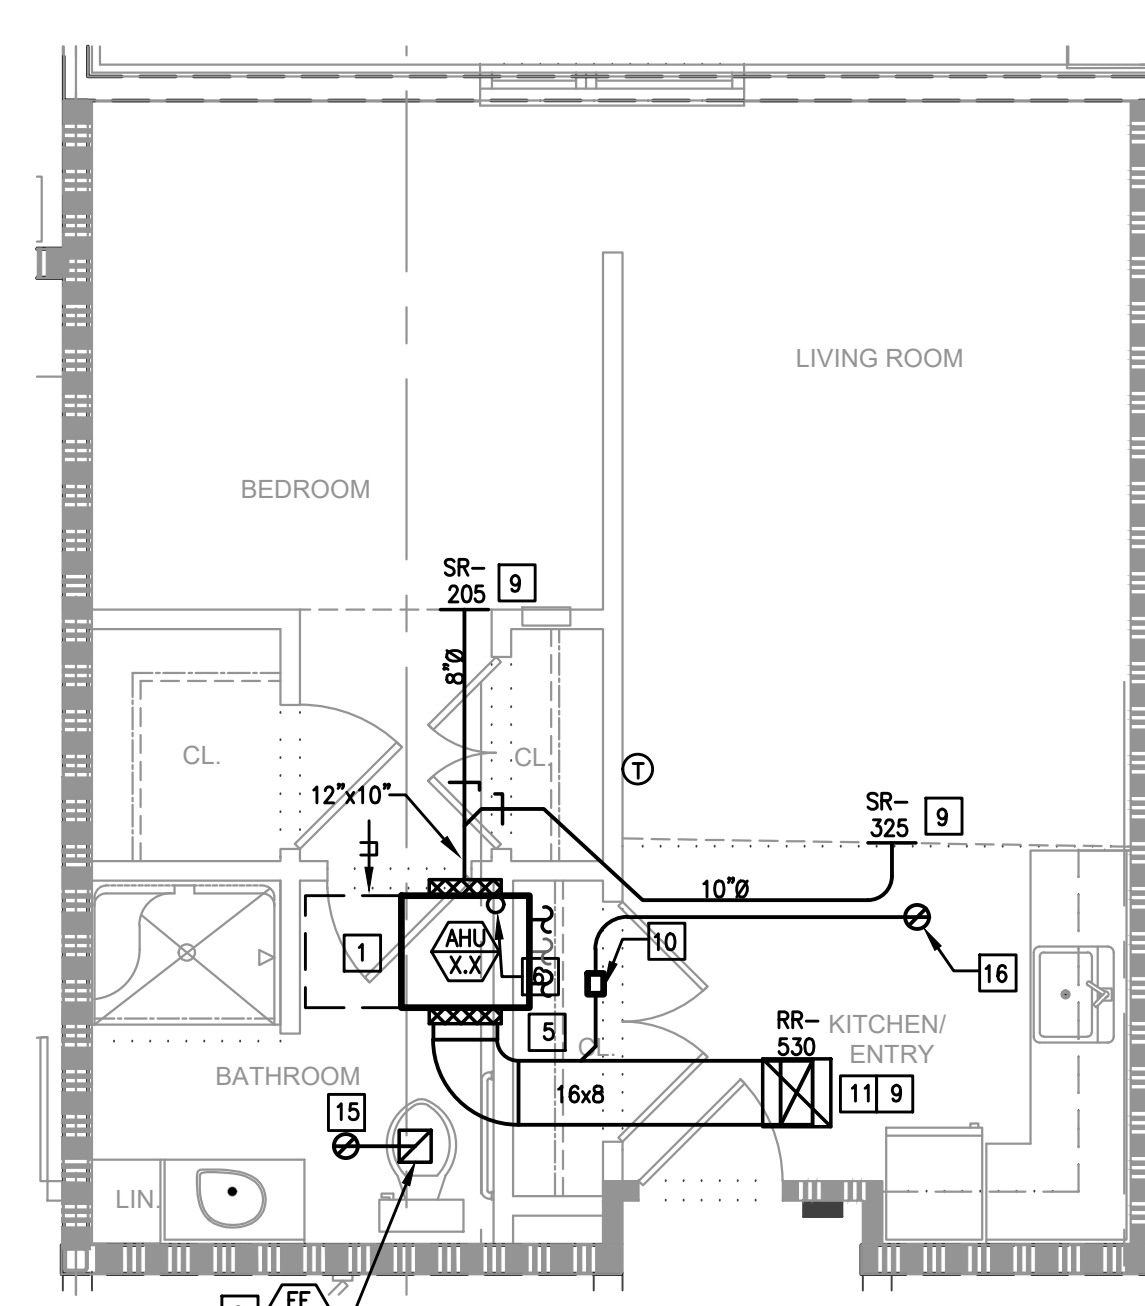 LIVING ROOM
BEDROOM
SR-
205
9
8"Ø
CL.
CL.
T
12"x10"
SR-
325
9
10"Ø
1
AHU
X.X
6
10
16
5
CL.
RR-
530
KITCHEN/
ENTRY
BATHROOM
16x8
11
9
15
LIN.